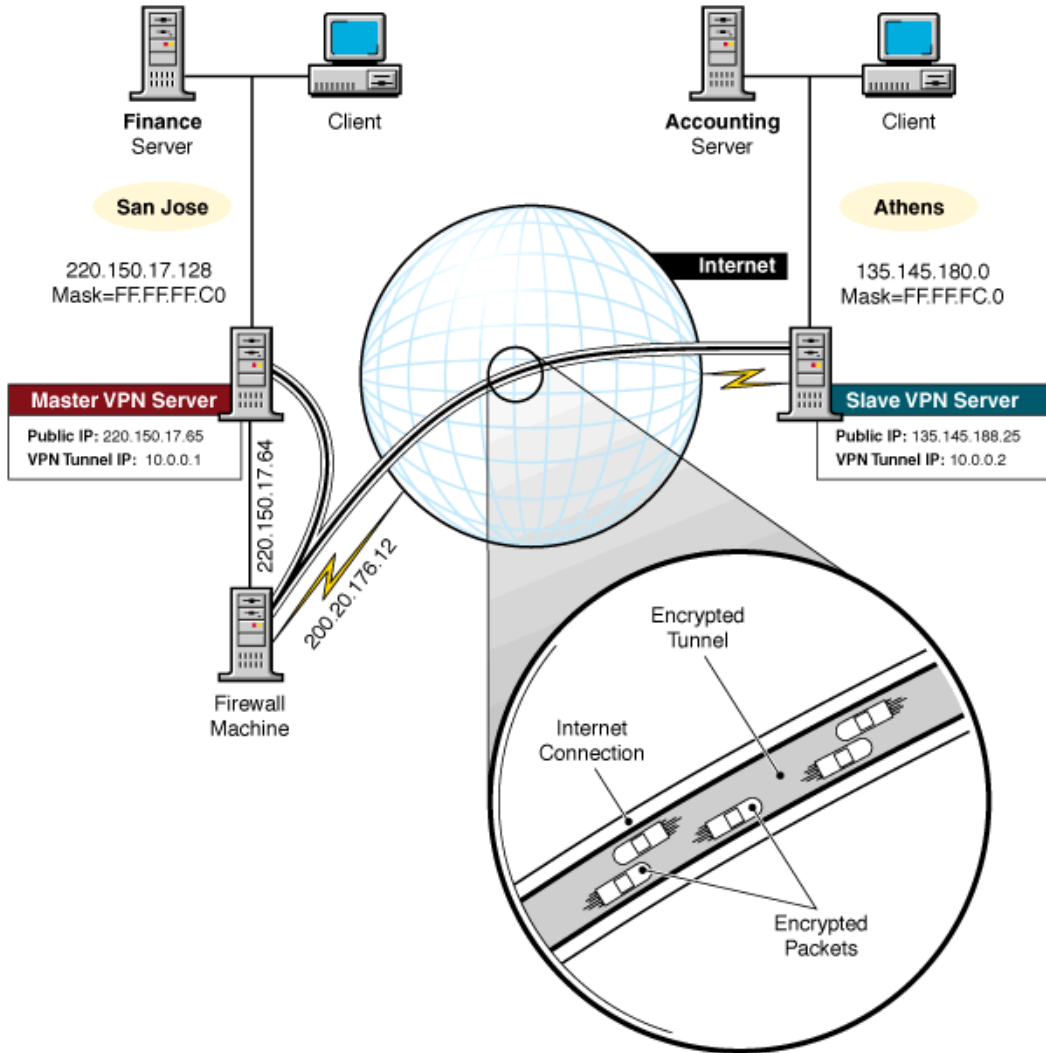 Finance
Server
Client
Accounting
Server
Client
San Jose
Athens
220.150.17.128
Mask=FF.FF.FF.C0
Internet
135.145.180.0
Mask=FF.FF.FC.0
Master VPN Server
Public IP: 220.150.17.65
VPN Tunnel IP: 10.0.0.1
Slave VPN Server
Public IP: 135.145.188.25
VPN Tunnel IP: 10.0.0.2
220.150.17.64
200.20.176.12
Firewall
Machine
Encrypted
Tunnel
Internet
Connection
Encrypted
Packets